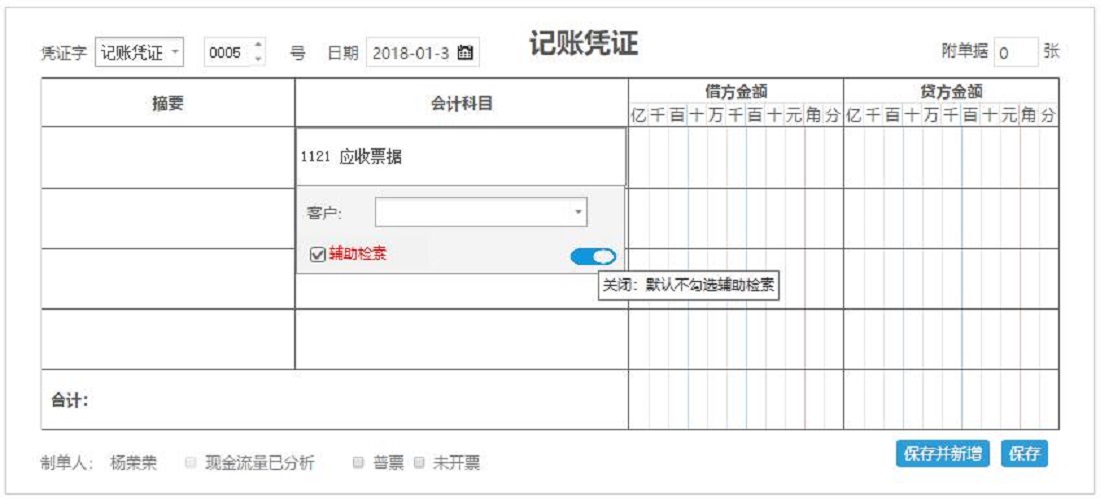 记账凭证
凭证字 记账凭证 0005 号 日期 2018-01-3 附单据 0 张
摘要 会计科目 借方金额 贷方金额
亿千百十万千百十元角分 亿千百十万千百十元角分
1121 应收票据
客户:
辅助检索
关闭：默认不勾选辅助检索
合计：
制单人： 杨荣荣 现金流量已分析 普票 未开票 保存并新增 保存